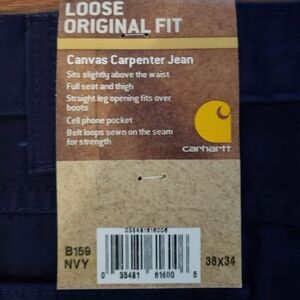 LOOSE
ORIGINAL FIT
Canvas Carpenter Jean
Sits slightly above the waist
Full seat and thigh
Straight leg opening fits over
boots
Cell phone pocket
Belt loops sewn on the seam
for strength
carhartt
B159
NVY
035481816006
0 35481 81600 6
38X34